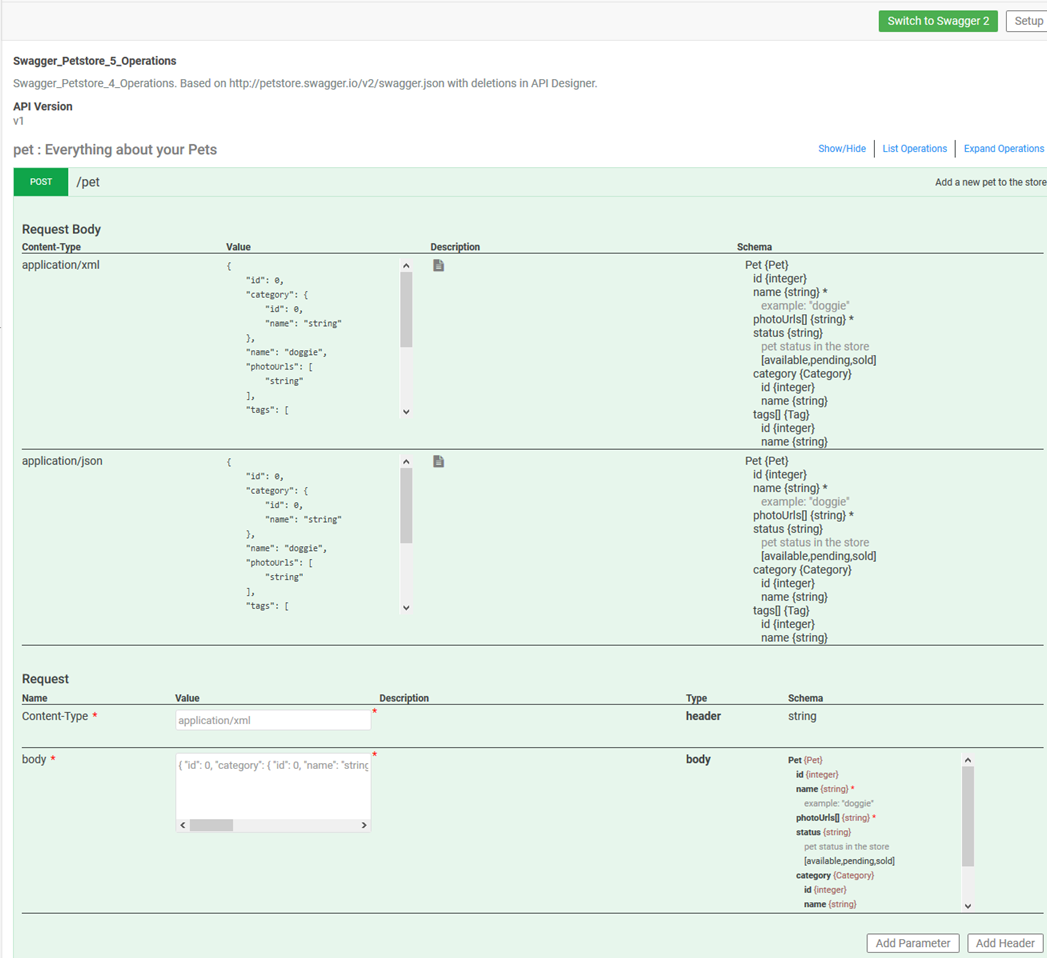 Switch to Swagger 2 Setup
Swagger_Petstore_5_Operations
Swagger_Petstore_4_Operations. Based on http://petstore.swagger.io/v2/swagger.json with deletions in API Designer.
API Version
v1
pet : Everything about your Pets Show/Hide List Operations Expand Operations
POST /pet Add a new pet to the store
Request Body
Content-Type Value Description Schema
application/xml
{
"id": 0,
"category": {
"id": 0,
"name": "string"
},
"name": "doggie",
"photoUrls": [
"string"
],
"tags": [
Pet {Pet}
id {integer}
name {string} *
example: "doggie"
photoUrls[] {string} *
status {string}
pet status in the store
[available,pending,sold]
category {Category}
id {integer}
name {string}
tags[] {Tag}
id {integer}
name {string}
application/json
{
"id": 0,
"category": {
"id": 0,
"name": "string"
},
"name": "doggie",
"photoUrls": [
"string"
],
"tags": [
Pet {Pet}
id {integer}
name {string} *
example: "doggie"
photoUrls[] {string} *
status {string}
pet status in the store
[available,pending,sold]
category {Category}
id {integer}
name {string}
tags[] {Tag}
id {integer}
name {string}
Request
Name Value Description Type Schema
Content-Type * application/xml * header string
body * { "id": 0, "category": { "id": 0, "name": "string * body
Pet {Pet}
id {integer}
name {string} *
example: "doggie"
photoUrls[] {string} *
status {string}
pet status in the store
[available,pending,sold]
category {Category}
id {integer}
name {string}
Add Parameter Add Header